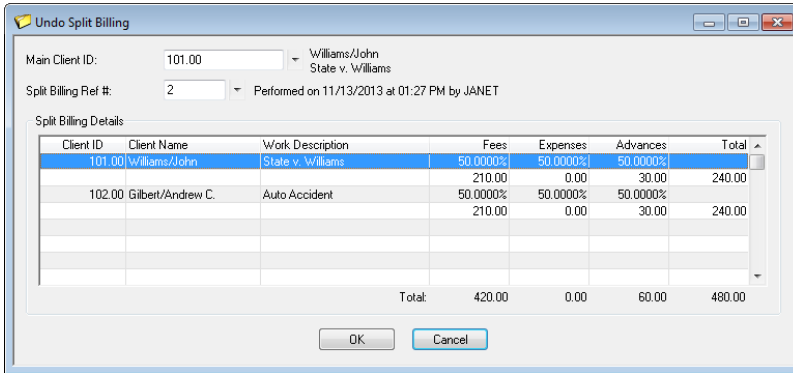 Undo Split Billing
Main Client ID: 101.00 Williams/John
State v. Williams
Split Billing Ref #: 2 Performed on 11/13/2013 at 01:27 PM by JANET
Split Billing Details
Client ID Client Name Work Description Fees Expenses Advances Total
101.00 Williams/John State v. Williams 50.0000% 50.0000% 50.0000%
210.00 0.00 30.00 240.00
102.00 Gilbert/Andrew C. Auto Accident 50.0000% 50.0000% 50.0000%
210.00 0.00 30.00 240.00
Total: 420.00 0.00 60.00 480.00
OK Cancel